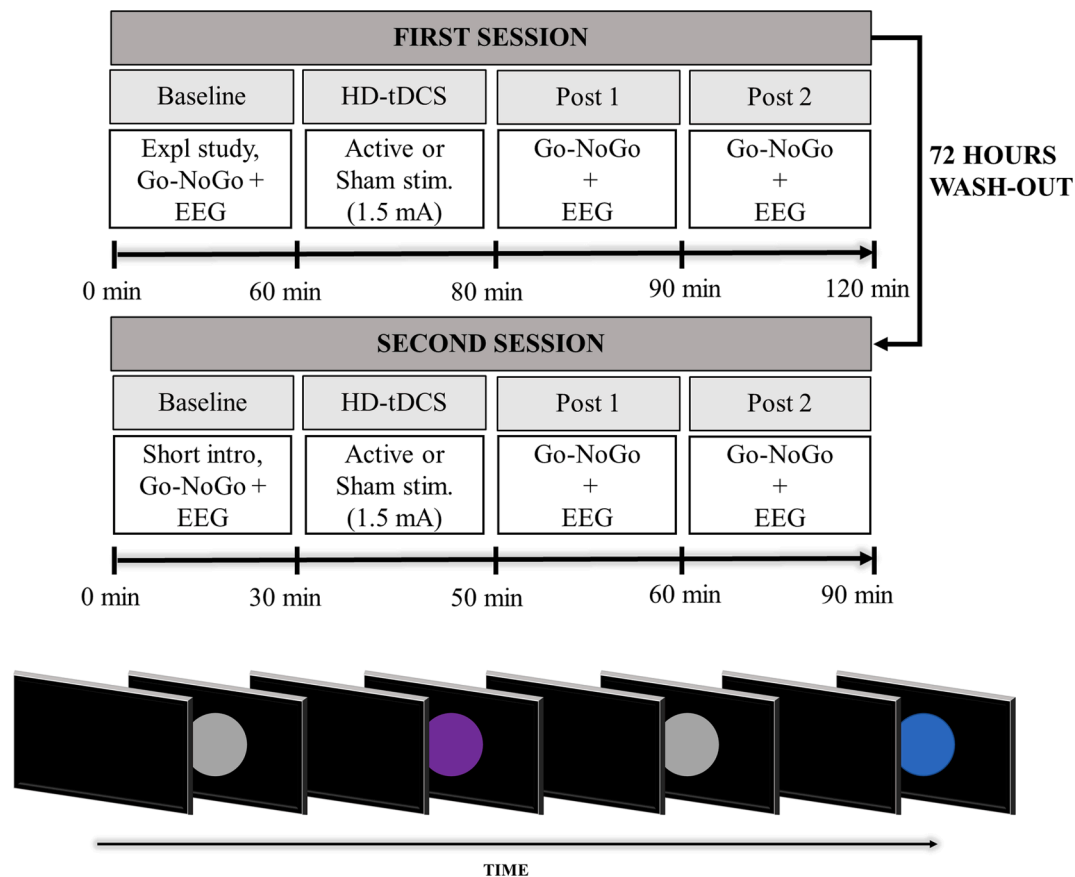 FIRST SESSION
Baseline
HD-tDCS
Post 1
Post 2
Expl study,
Go-NoGo +
EEG
Active or
Sham stim.
(1.5 mA)
Go-NoGo
+
EEG
Go-NoGo
+
EEG
72 HOURS
WASH-OUT
0 min
60 min
80 min
90 min
120 min
SECOND SESSION
Baseline
HD-tDCS
Post 1
Post 2
Short intro,
Go-NoGo +
EEG
Active or
Sham stim.
(1.5 mA)
Go-NoGo
+
EEG
Go-NoGo
+
EEG
0 min
30 min
50 min
60 min
90 min
TIME